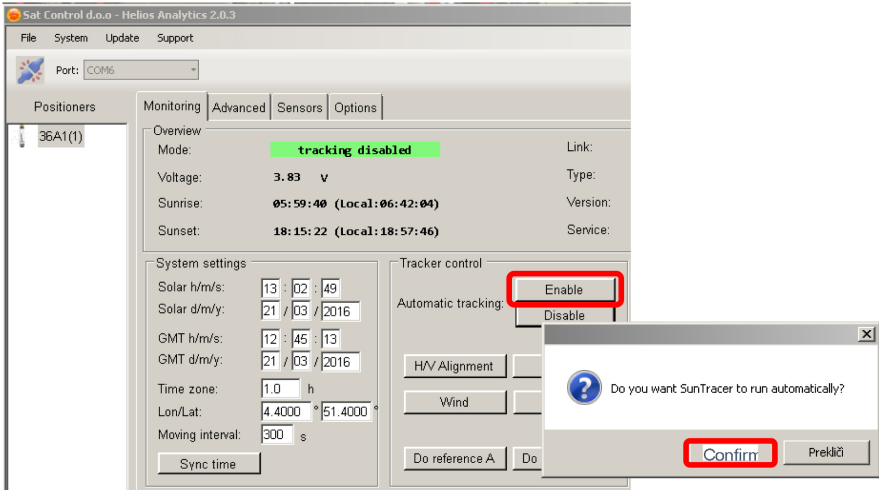 Sat Control d.o.o - Helios Analytics 2.0.3
File System Update Support
Port: COM6
Positioners
36A1(1)
Monitoring Advanced Sensors Options
Overview
Mode: tracking disabled Link:
Voltage: 3.83 V Type:
Sunrise: 05:59:40 (Local:06:42:04) Version:
Sunset: 18:15:22 (Local:18:57:46) Service:
System settings
Solar h/m/s: 13 : 02 : 49
Solar d/m/y: 21 / 03 / 2016
GMT h/m/s: 12 : 45 : 13
GMT d/m/y: 21 / 03 / 2016
Time zone: 1.0 h
Lon/Lat: 4.4000 ° 51.4000 °
Moving interval: 300 s
Sync time
Tracker control
Automatic tracking: Enable
Disable
H/V Alignment
Wind
Do reference A Do
Do you want SunTracer to run automatically?
Confirm Prekliči